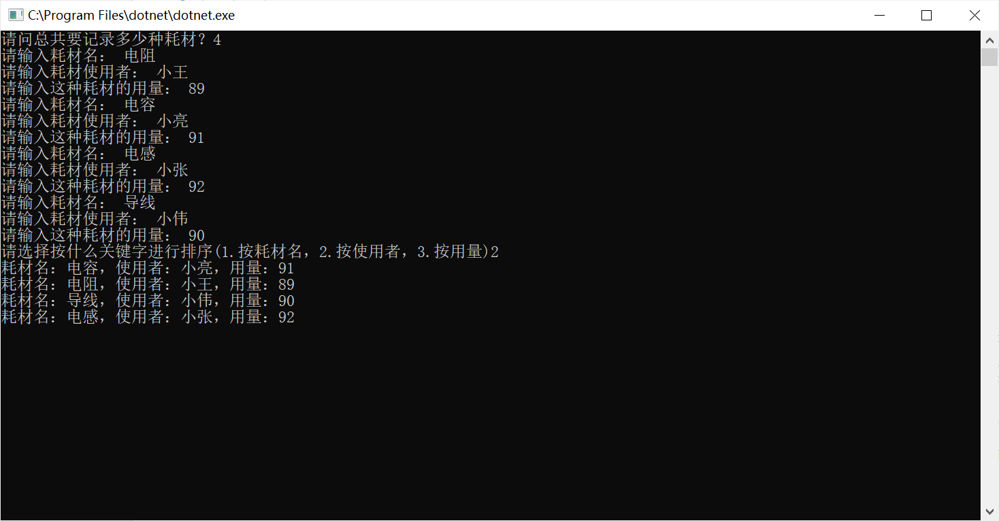 C:\Program Files\dotnet\dotnet.exe
请问总共要记录多少种耗材？4
请输入耗材名： 电阻
请输入耗材使用者： 小王
请输入这种耗材的用量： 89
请输入耗材名： 电容
请输入耗材使用者： 小亮
请输入这种耗材的用量： 91
请输入耗材名： 电感
请输入耗材使用者： 小张
请输入这种耗材的用量： 92
请输入耗材名： 导线
请输入耗材使用者： 小伟
请输入这种耗材的用量： 90
请选择按什么关键字进行排序(1.按耗材名，2.按使用者，3.按用量)2
耗材名：电容，使用者：小亮，用量：91
耗材名：电阻，使用者：小王，用量：89
耗材名：导线，使用者：小伟，用量：90
耗材名：电感，使用者：小张，用量：92